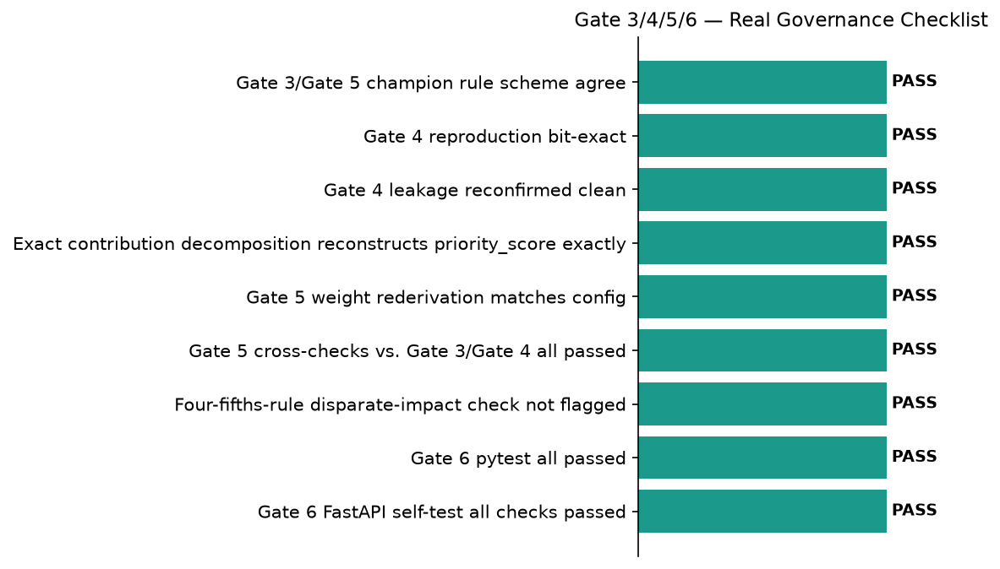 Gate 3/4/5/6 — Real Governance Checklist
Gate 3/Gate 5 champion rule scheme agree PASS
Gate 4 reproduction bit-exact PASS
Gate 4 leakage reconfirmed clean PASS
Exact contribution decomposition reconstructs priority_score exactly PASS
Gate 5 weight rederivation matches config PASS
Gate 5 cross-checks vs. Gate 3/Gate 4 all passed PASS
Four-fifths-rule disparate-impact check not flagged PASS
Gate 6 pytest all passed PASS
Gate 6 FastAPI self-test all checks passed PASS